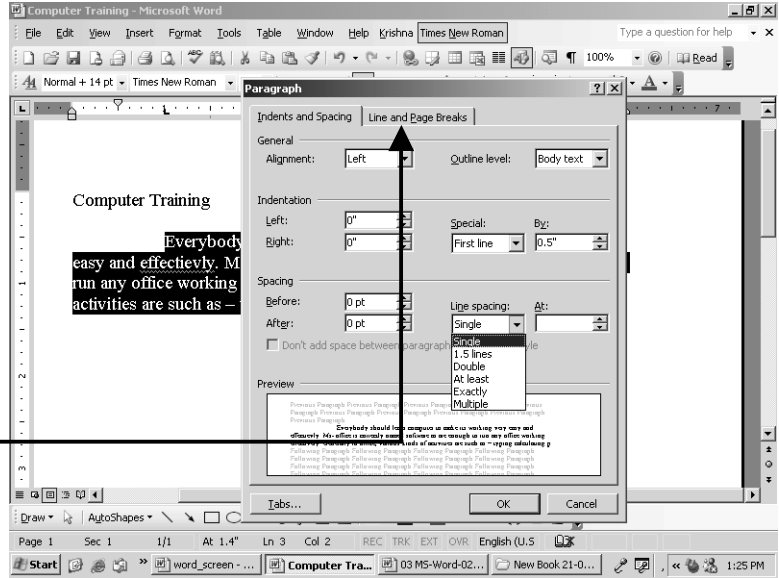 Computer Training - Microsoft Word
File Edit View Insert Format Tools Table Window Help Krishna Times New Roman Type a question for help
100% Read
Normal + 14 pt Times New Roman A
Paragraph
Indents and Spacing Line and Page Breaks
General
Alignment: Left Outline level: Body text
Indentation
Left: 0" Special: By:
Right: 0" First line 0.5"
Spacing
Before: 0 pt Line spacing: At:
After: 0 pt Single
Don't add space between paragraph yle
Single
1.5 lines
Double
At least
Exactly
Multiple
Preview
Tabs... OK Cancel
7
1
Computer Training
Everybody
easy and effectievly. M
run any office working
activities are such as –
Draw AutoShapes
Page 1 Sec 1 1/1 At 1.4" Ln 3 Col 2 REC TRK EXT OVR English (U.S
Start word_screen - ... Computer Tra... 03 MS-Word-02... New Book 21-0... 1:25 PM